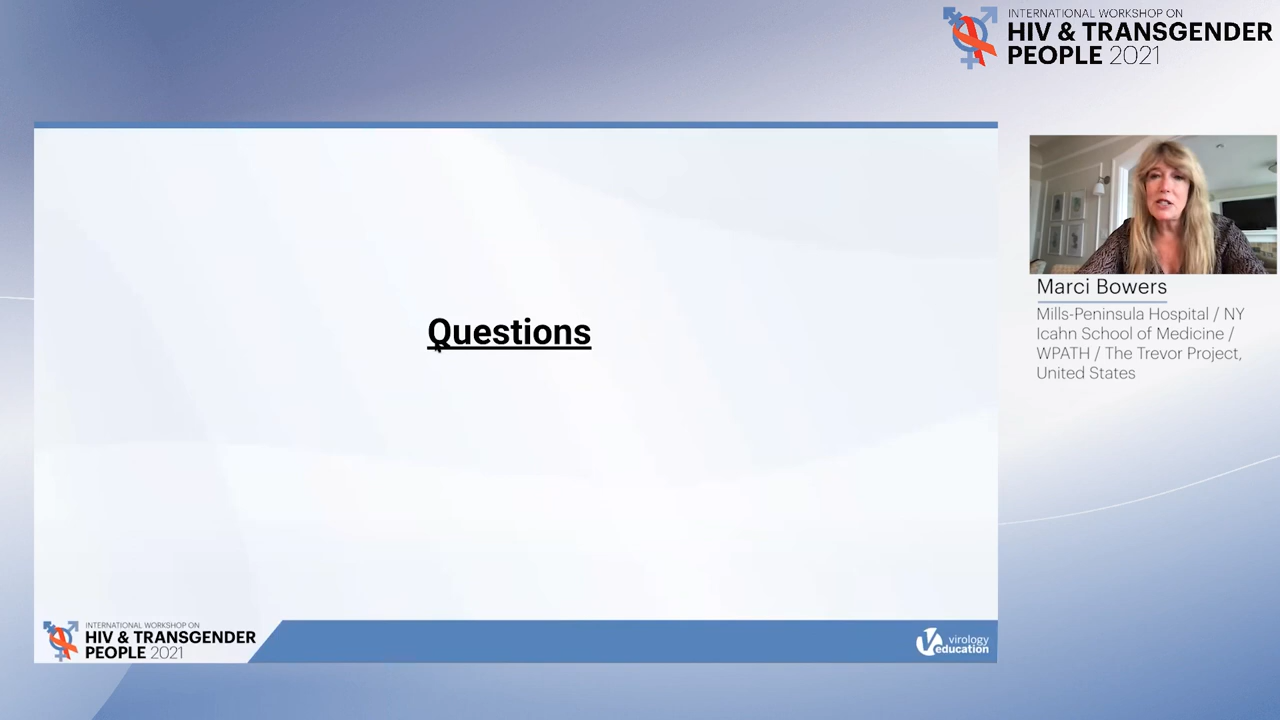 INTERNATIONAL WORKSHOP ON
HIV & TRANSGENDER
PEOPLE 2021
Questions
Marci Bowers
Mills-Peninsula Hospital / NY
Icahn School of Medicine /
WPATH / The Trevor Project,
United States
INTERNATIONAL WORKSHOP ON
HIV & TRANSGENDER
PEOPLE 2021
virology
education